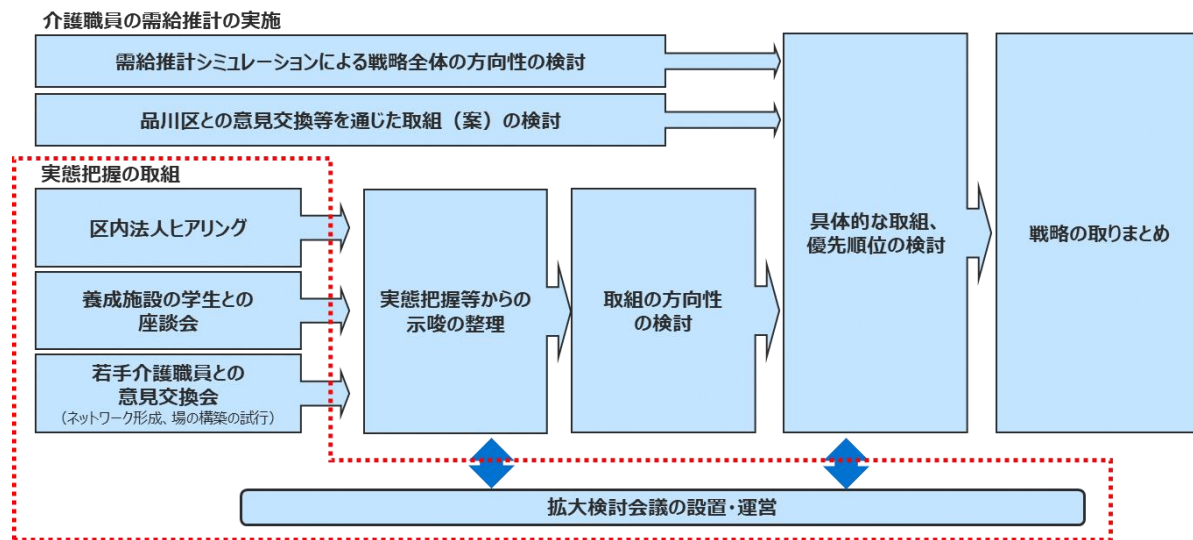 介護職員の需給推計の実施
需給推計シミュレーションによる戦略全体の方向性の検討
品川区との意見交換等を通じた取組（案）の検討
実態把握の取組
区内法人ヒアリング
養成施設の学生との
座談会
若手介護職員との
意見交換会
（ネットワーク形成、場の構築の試行）
実態把握等からの
示唆の整理
取組の方向性
の検討
具体的な取組、
優先順位の検討
戦略の取りまとめ
拡大検討会議の設置・運営